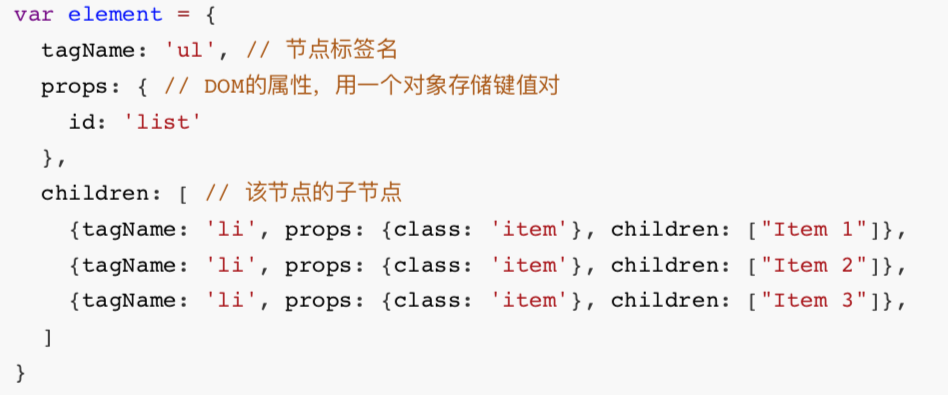 var element = {
  tagName: 'ul', // 节点标签名
  props: { // DOM的属性，用一个对象存储键值对
    id: 'list'
  },
  children: [ // 该节点的子节点
    {tagName: 'li', props: {class: 'item'}, children: ["Item 1"]},
    {tagName: 'li', props: {class: 'item'}, children: ["Item 2"]},
    {tagName: 'li', props: {class: 'item'}, children: ["Item 3"]},
  ]
}